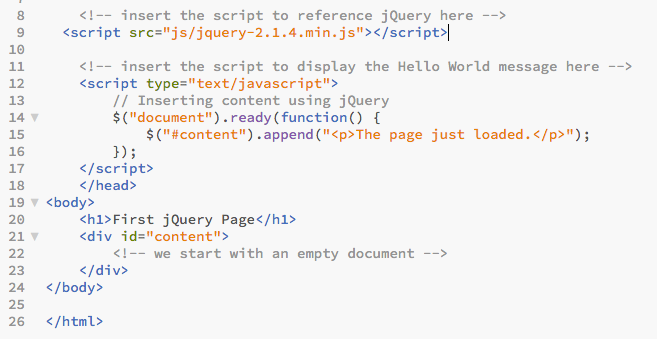 8 <!-- insert the script to reference jQuery here -->
9 <script src="js/jquery-2.1.4.min.js"></script>
10
11 <!-- insert the script to display the Hello World message here -->
12 <script type="text/javascript">
13 // Inserting content using jQuery
14 $("document").ready(function() {
15 $("#content").append("<p>The page just loaded.</p>");
16 });
17 </script>
18 </head>
19 <body>
20 <h1>First jQuery Page</h1>
21 <div id="content">
22 <!-- we start with an empty document -->
23 </div>
24 </body>
25
26 </html>